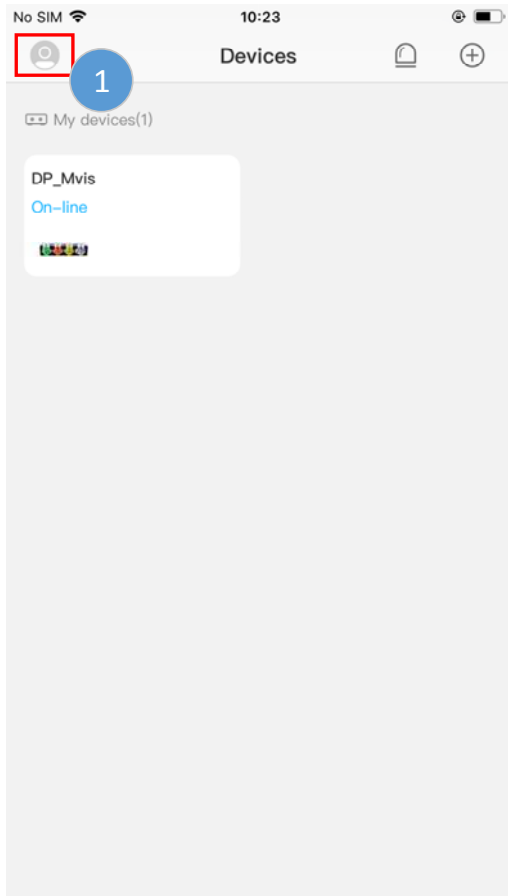 No SIM 10:23
Devices
1
My devices(1)
DP_Mvis
On-line